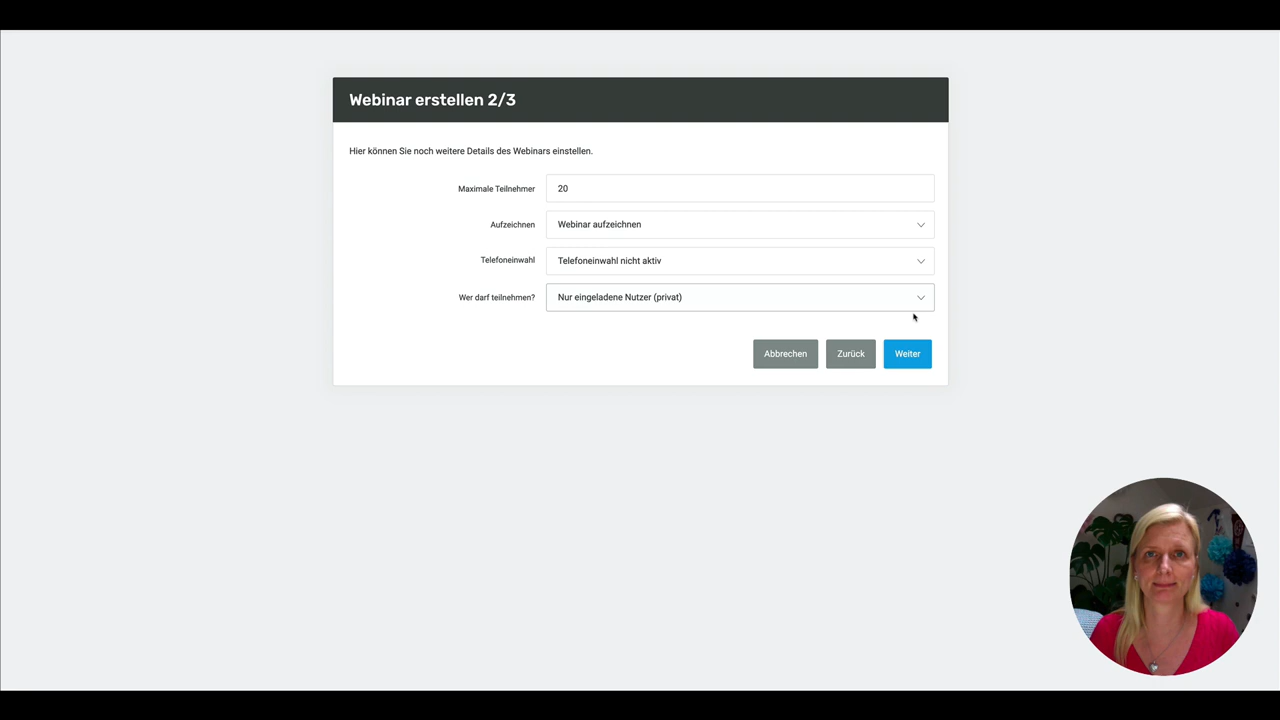 Webinar erstellen 2/3
Hier können Sie noch weitere Details des Webinars einstellen.
Maximale Teilnehmer 20
Aufzeichnen Webinar aufzeichnen
Telefoneinwahl Telefoneinwahl nicht aktiv
Wer darf teilnehmen? Nur eingeladene Nutzer (privat)
Abbrechen Zurück Weiter